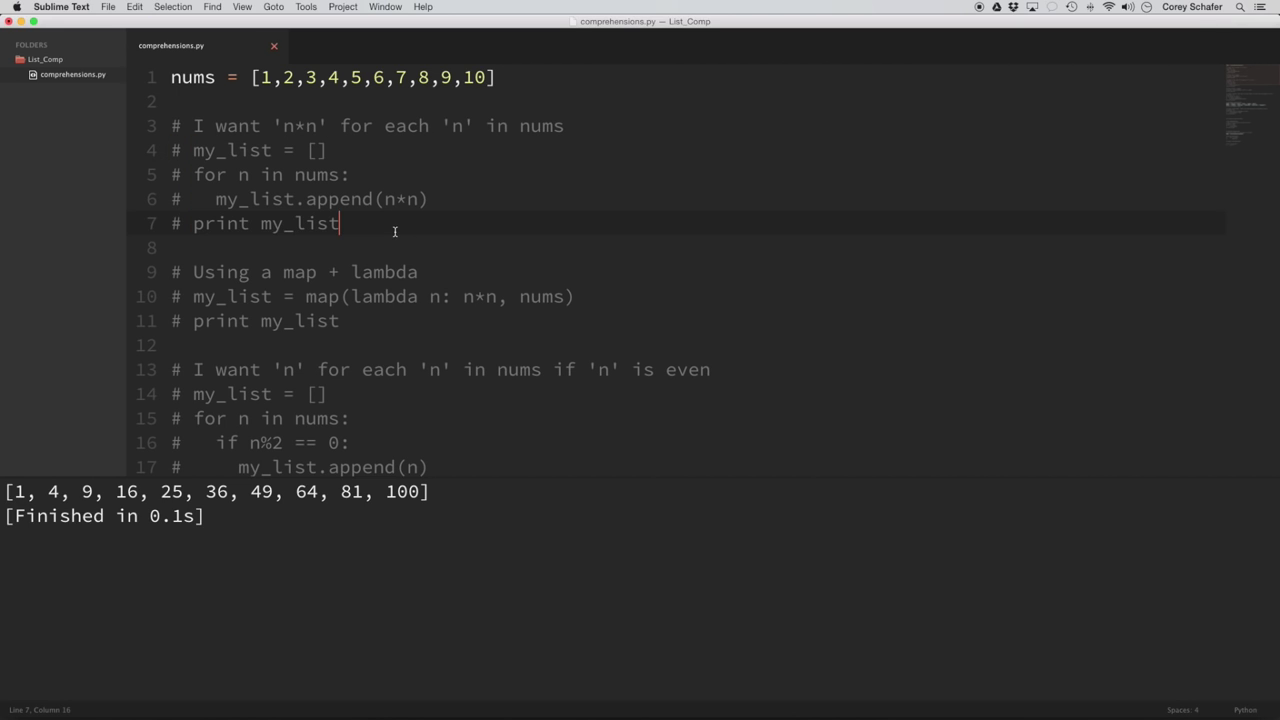 Sublime Text File Edit Selection Find View Goto Tools Project Window Help Corey Schafer
comprehensions.py — List_Comp
FOLDERS
List_Comp
comprehensions.py
comprehensions.py
1 nums = [1,2,3,4,5,6,7,8,9,10]
2
3 # I want 'n*n' for each 'n' in nums
4 # my_list = []
5 # for n in nums:
6 #   my_list.append(n*n)
7 # print my_list
8
9 # Using a map + lambda
10 # my_list = map(lambda n: n*n, nums)
11 # print my_list
12
13 # I want 'n' for each 'n' in nums if 'n' is even
14 # my_list = []
15 # for n in nums:
16 #   if n%2 == 0:
17 #     my_list.append(n)
[1, 4, 9, 16, 25, 36, 49, 64, 81, 100]
[Finished in 0.1s]
Line 7, Column 16 Spaces: 4 Python